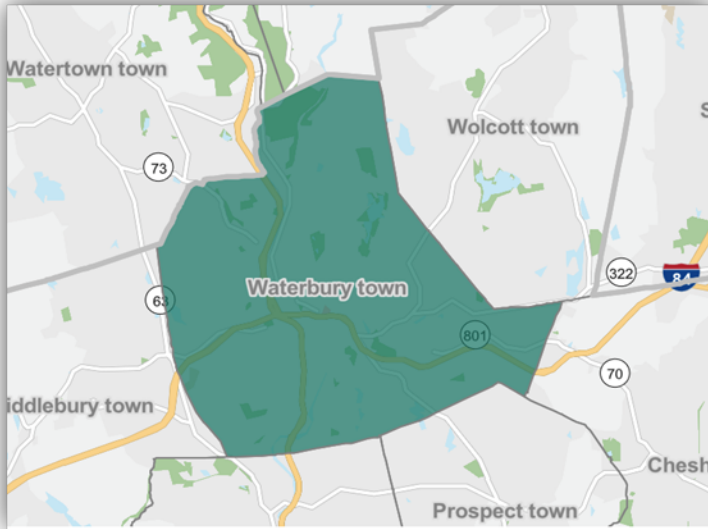 Watertown town
Wolcott town
S
73
322
84
Waterbury town
63
801
70
iddlebury town
Chesh
Prospect town